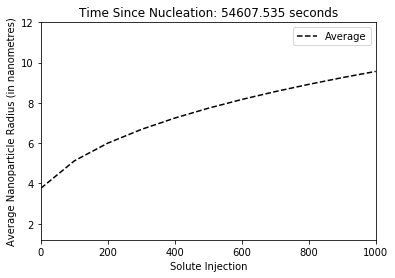 Time Since Nucleation: 54607.535 seconds
Average
Average Nanoparticle Radius (in nanometres)
12
10
8
6
4
2
0 200 400 600 800 1000
Solute Injection